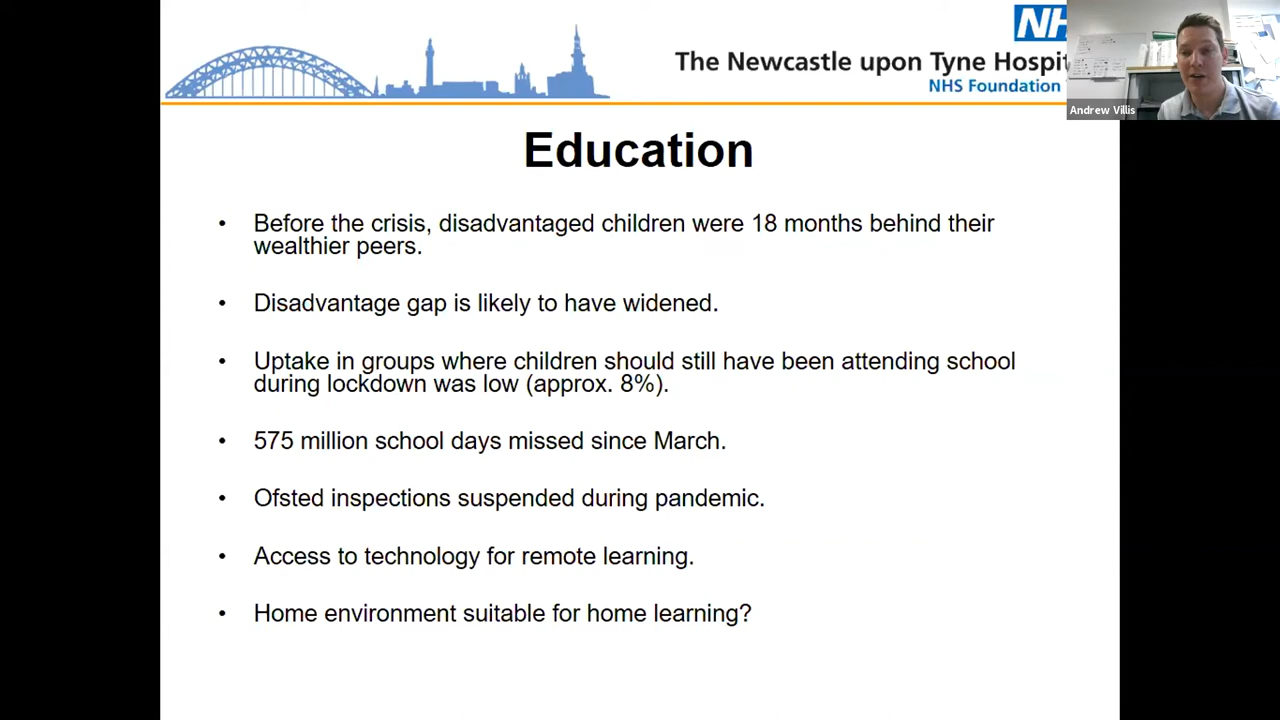 NH
The Newcastle upon Tyne Hospit
NHS Foundation
Andrew Villis
Education
• Before the crisis, disadvantaged children were 18 months behind their
wealthier peers.
• Disadvantage gap is likely to have widened.
• Uptake in groups where children should still have been attending school
during lockdown was low (approx. 8%).
• 575 million school days missed since March.
• Ofsted inspections suspended during pandemic.
• Access to technology for remote learning.
• Home environment suitable for home learning?